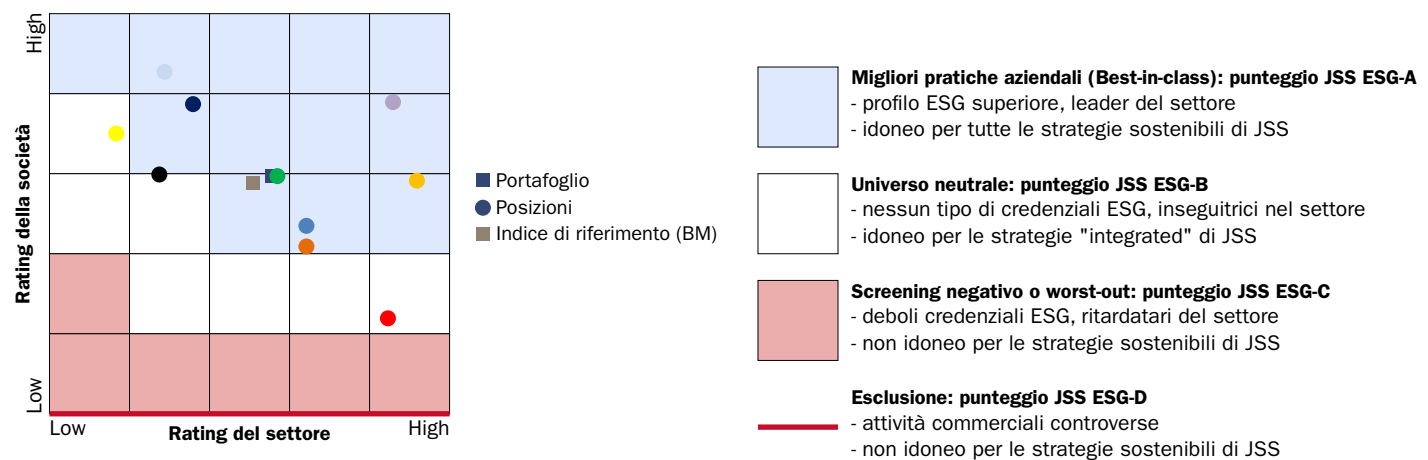 High
Rating della società
Low
Low
Rating del settore
High
Portafoglio
Posizioni
Indice di riferimento (BM)
Migliori pratiche aziendali (Best-in-class): punteggio JSS ESG-A
- profilo ESG superiore, leader del settore
- idoneo per tutte le strategie sostenibili di JSS
Universo neutrale: punteggio JSS ESG-B
- nessun tipo di credenziali ESG, inseguitrici nel settore
- idoneo per le strategie "integrated" di JSS
Screening negativo o worst-out: punteggio JSS ESG-C
- deboli credenziali ESG, ritardatari del settore
- non idoneo per le strategie sostenibili di JSS
Esclusione: punteggio JSS ESG-D
- attività commerciali controverse
- non idoneo per le strategie sostenibili di JSS